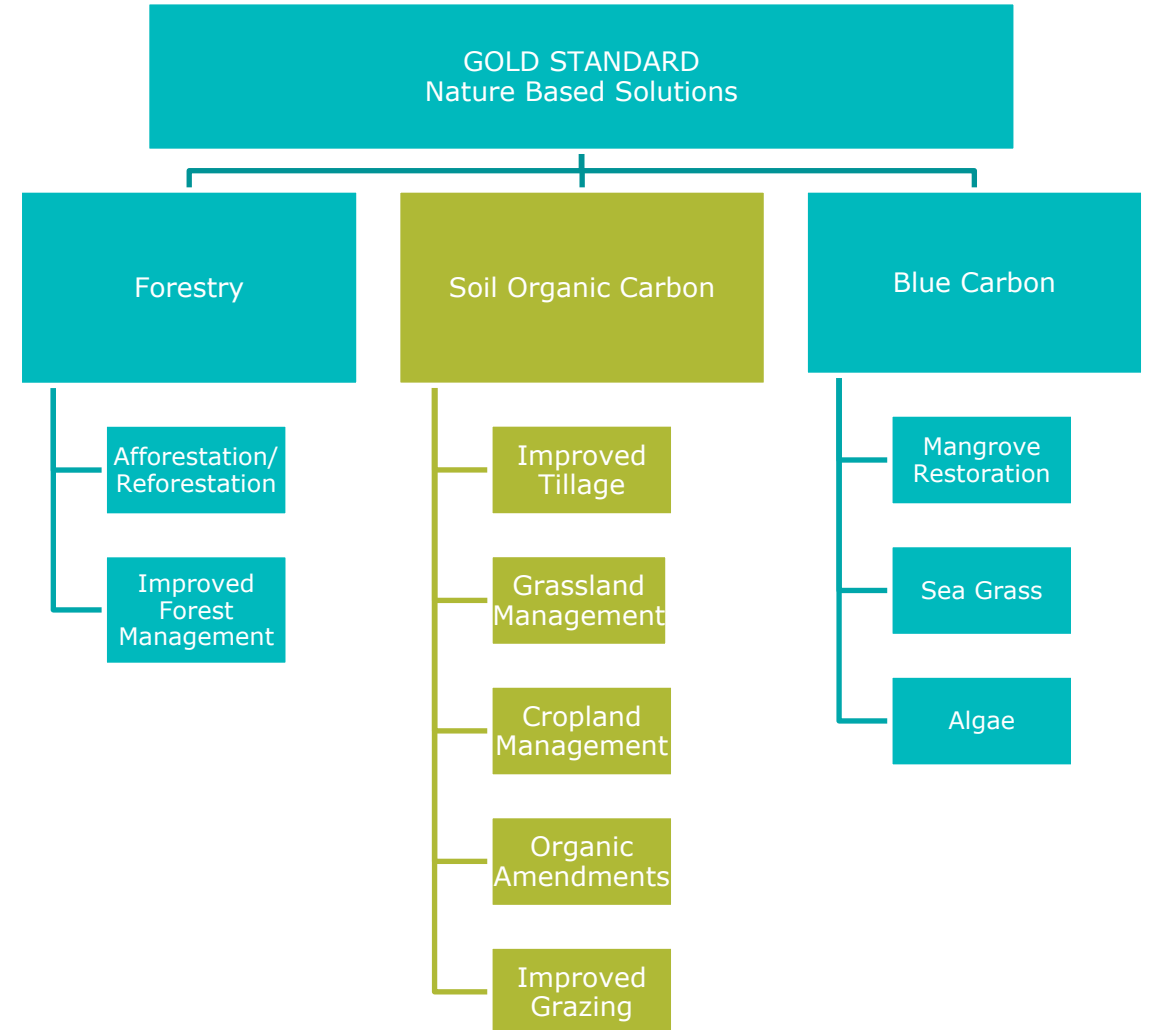 GOLD STANDARD
Nature Based Solutions
Forestry
Afforestation/
Reforestation
Improved
Forest
Management
Soil Organic Carbon
Improved
Tillage
Grassland
Management
Cropland
Management
Organic
Amendments
Improved
Grazing
Blue Carbon
Mangrove
Restoration
Sea Grass
Algae